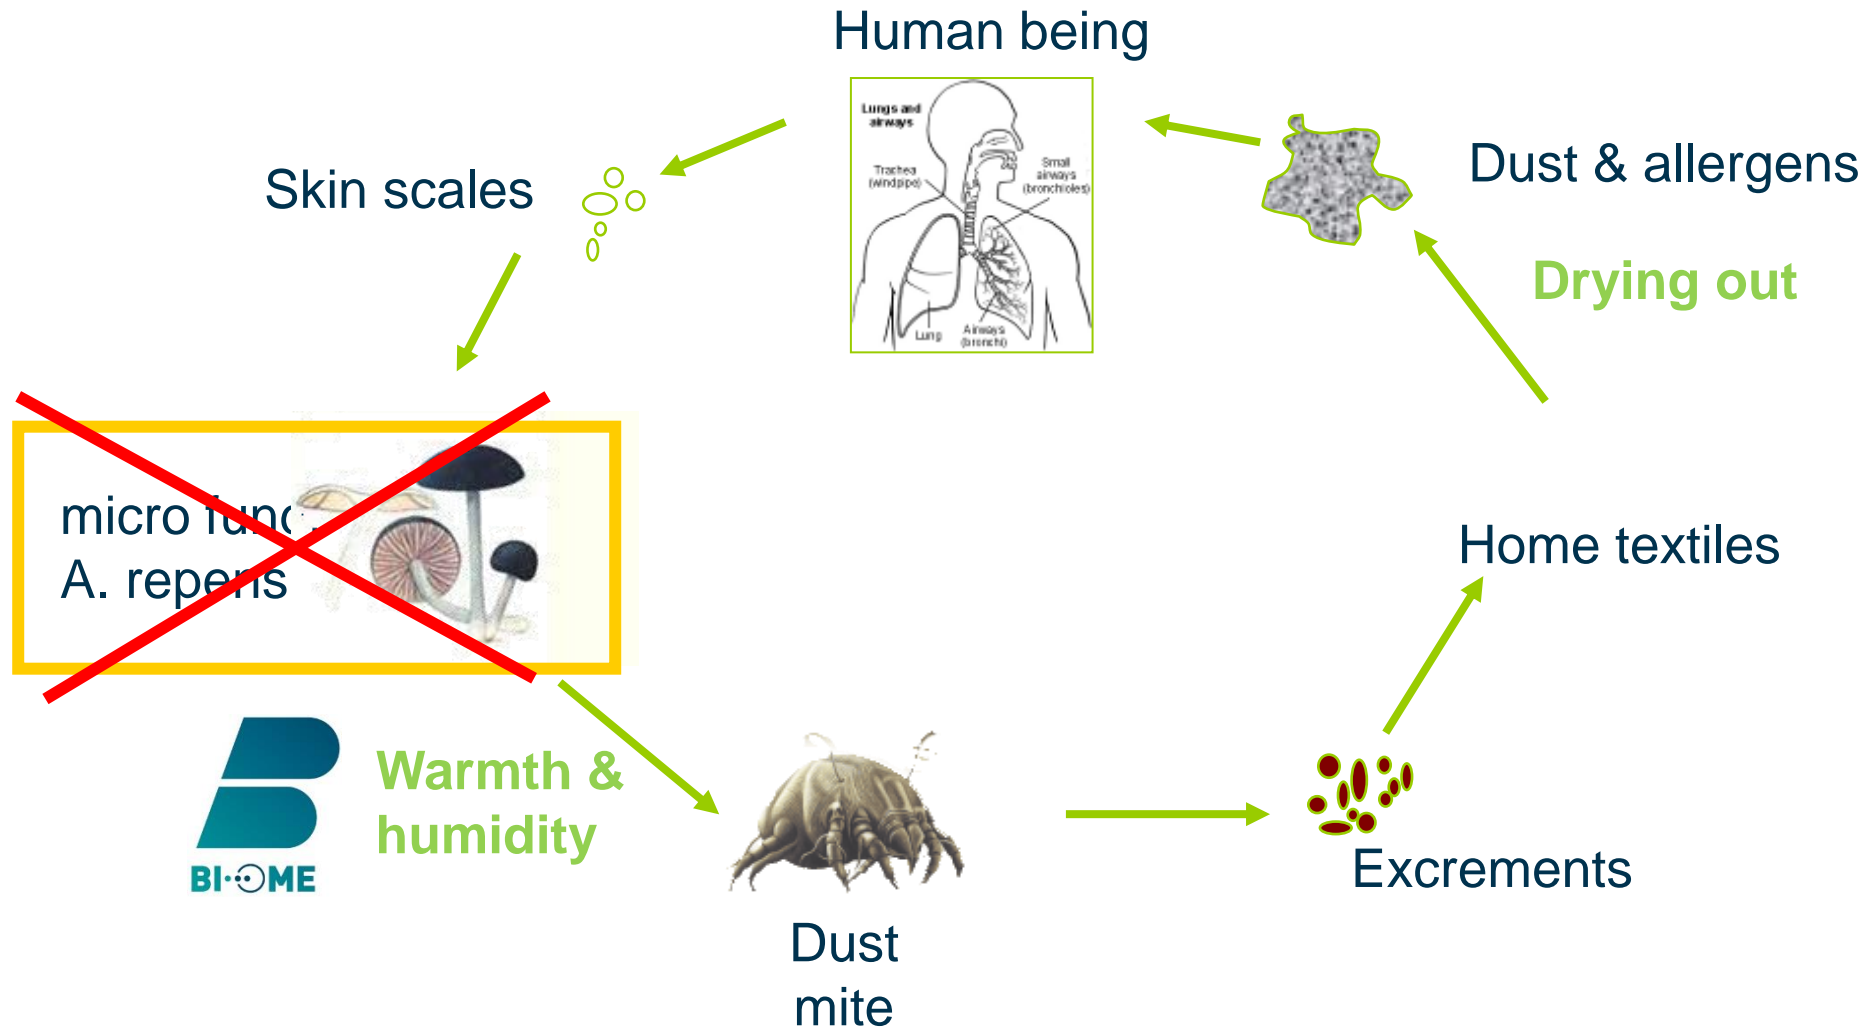 Human being
Lungs and
airways
Trachea
(windpipe)
Small
airways
(bronchioles)
Lung
Airways
(bronchi)
Dust & allergens
Drying out
Skin scales
micro
A. repens
Home textiles
Warmth &
humidity
BI·OME
Excrements
Dust
mite